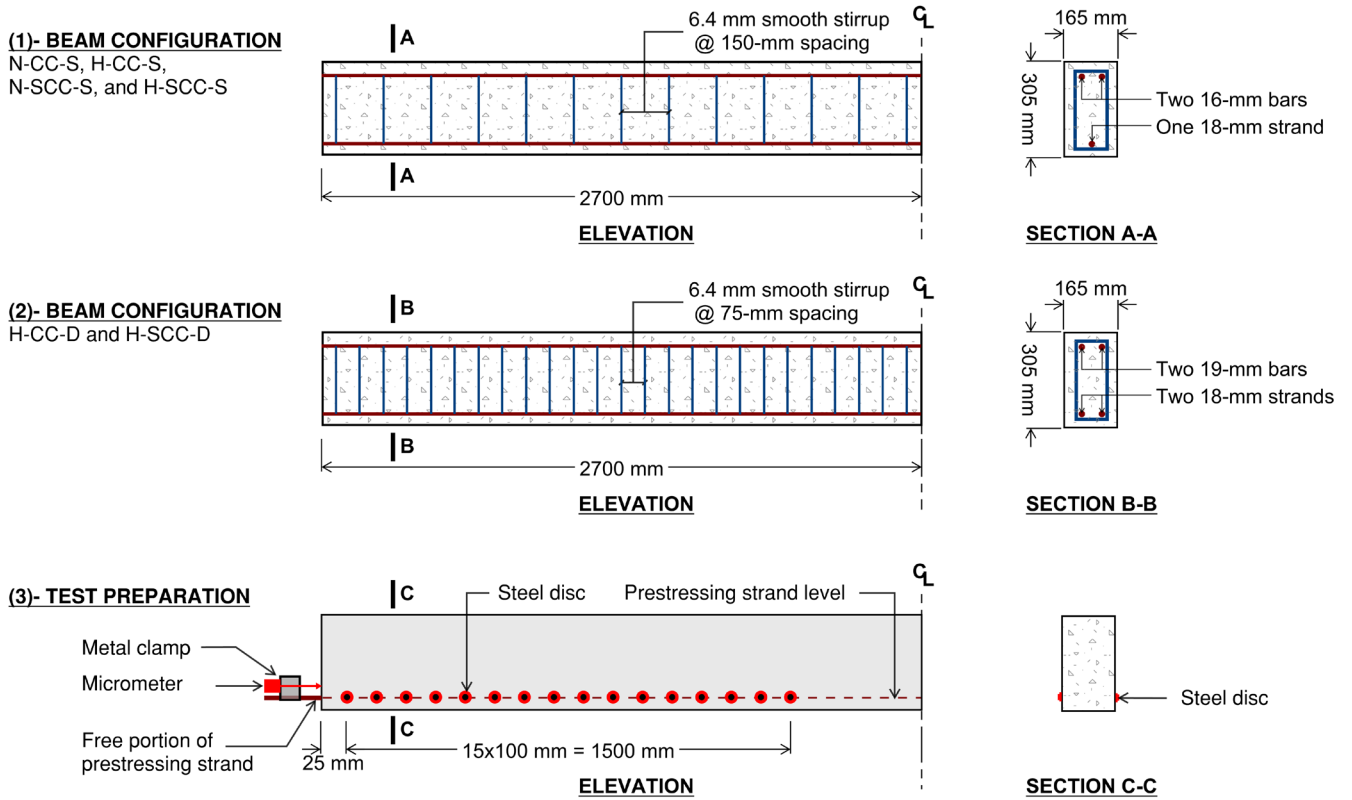 (1)- BEAM CONFIGURATION
N-CC-S, H-CC-S,
N-SCC-S, and H-SCC-S
A
6.4 mm smooth stirrup
@ 150-mm spacing
CL
165 mm
305 mm
Two 16-mm bars
One 18-mm strand
A
2700 mm
ELEVATION
SECTION A-A
(2)- BEAM CONFIGURATION
H-CC-D and H-SCC-D
B
6.4 mm smooth stirrup
@ 75-mm spacing
CL
165 mm
305 mm
Two 19-mm bars
Two 18-mm strands
B
2700 mm
ELEVATION
SECTION B-B
(3)- TEST PREPARATION
C
Steel disc
Prestressing strand level
CL
Metal clamp
Micrometer
Steel disc
Free portion of
prestressing strand
C
25 mm
15x100 mm = 1500 mm
ELEVATION
SECTION C-C